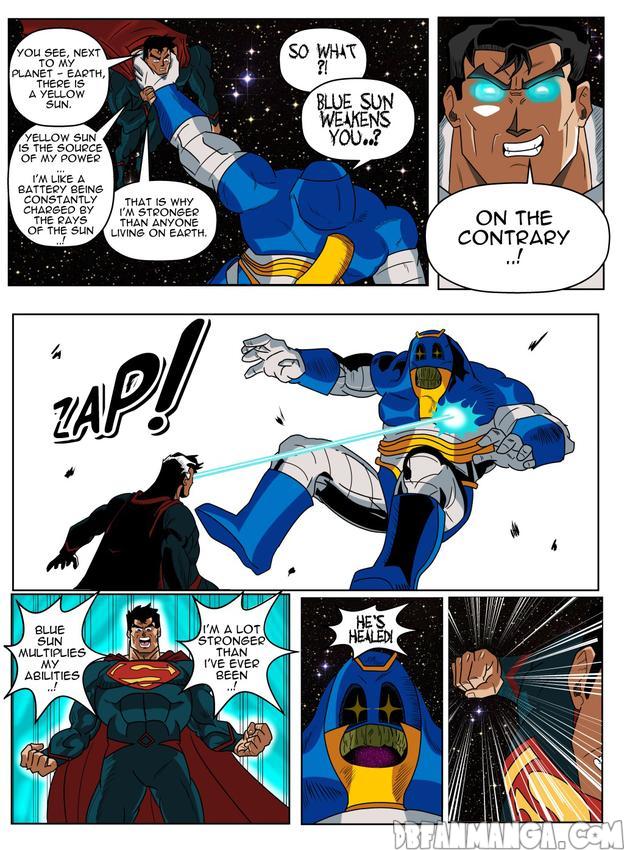 YOU SEE, NEXT
TO MY
PLANET - EARTH,
THERE IS
A YELLOW
SUN.
YELLOW SUN
IS THE SOURCE
OF MY POWER
...
I'M LIKE A
BATTERY BEING
CONSTANTLY
CHARGED BY
THE RAYS
OF THE SUN
..!
THAT IS WHY
I'M STRONGER
THAN ANYONE
LIVING ON EARTH.
SO WHAT
?!
BLUE SUN
WEAKENS
YOU..?
ON THE
CONTRARY
..!
ZAP!
BLUE
SUN
MULTIPLIES
MY
ABILITIES
..!
I'M A LOT
STRONGER
THAN
I'VE EVER
BEEN
..!
HE'S
HEALED!
DBFANMANGA.COM